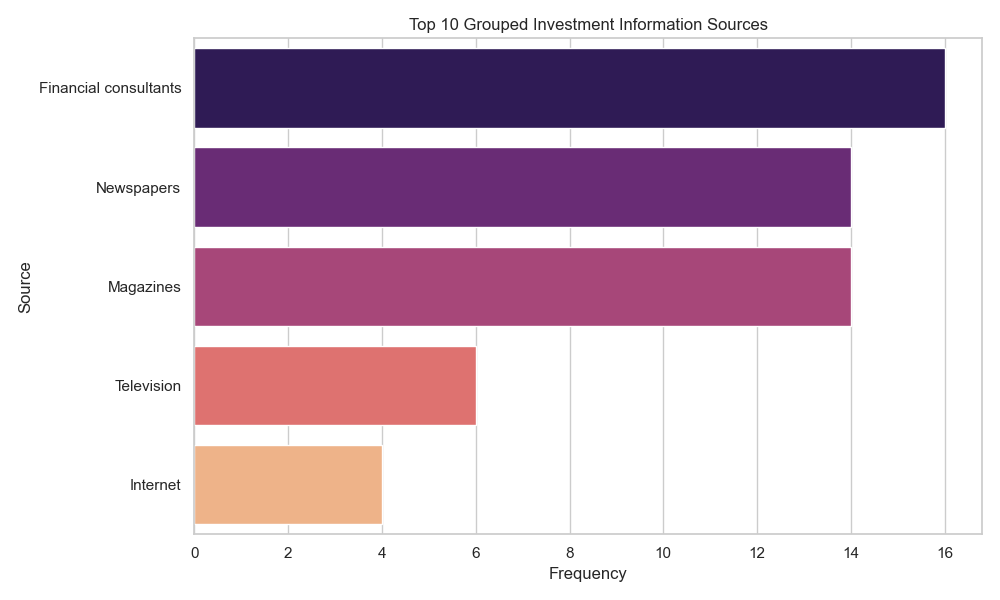 Top 10 Grouped Investment Information Sources
Financial consultants
Newspapers
Magazines
Television
Internet
Source
0 2 4 6 8 10 12 14 16
Frequency